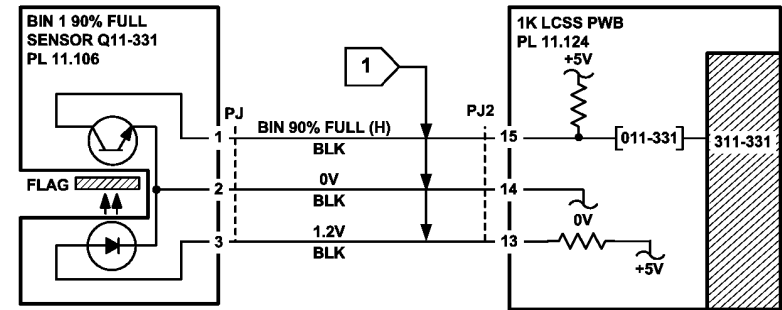 BIN 1 90% FULL
SENSOR Q11-331
PL 11.106
1K LCSS PWB
PL 11.124
+5V
1
PJ
PJ2
1
BIN 90% FULL (H)
BLK
15
[011-331]
311-331
FLAG
2
0V
BLK
14
0V
3
1.2V
BLK
13
+5V